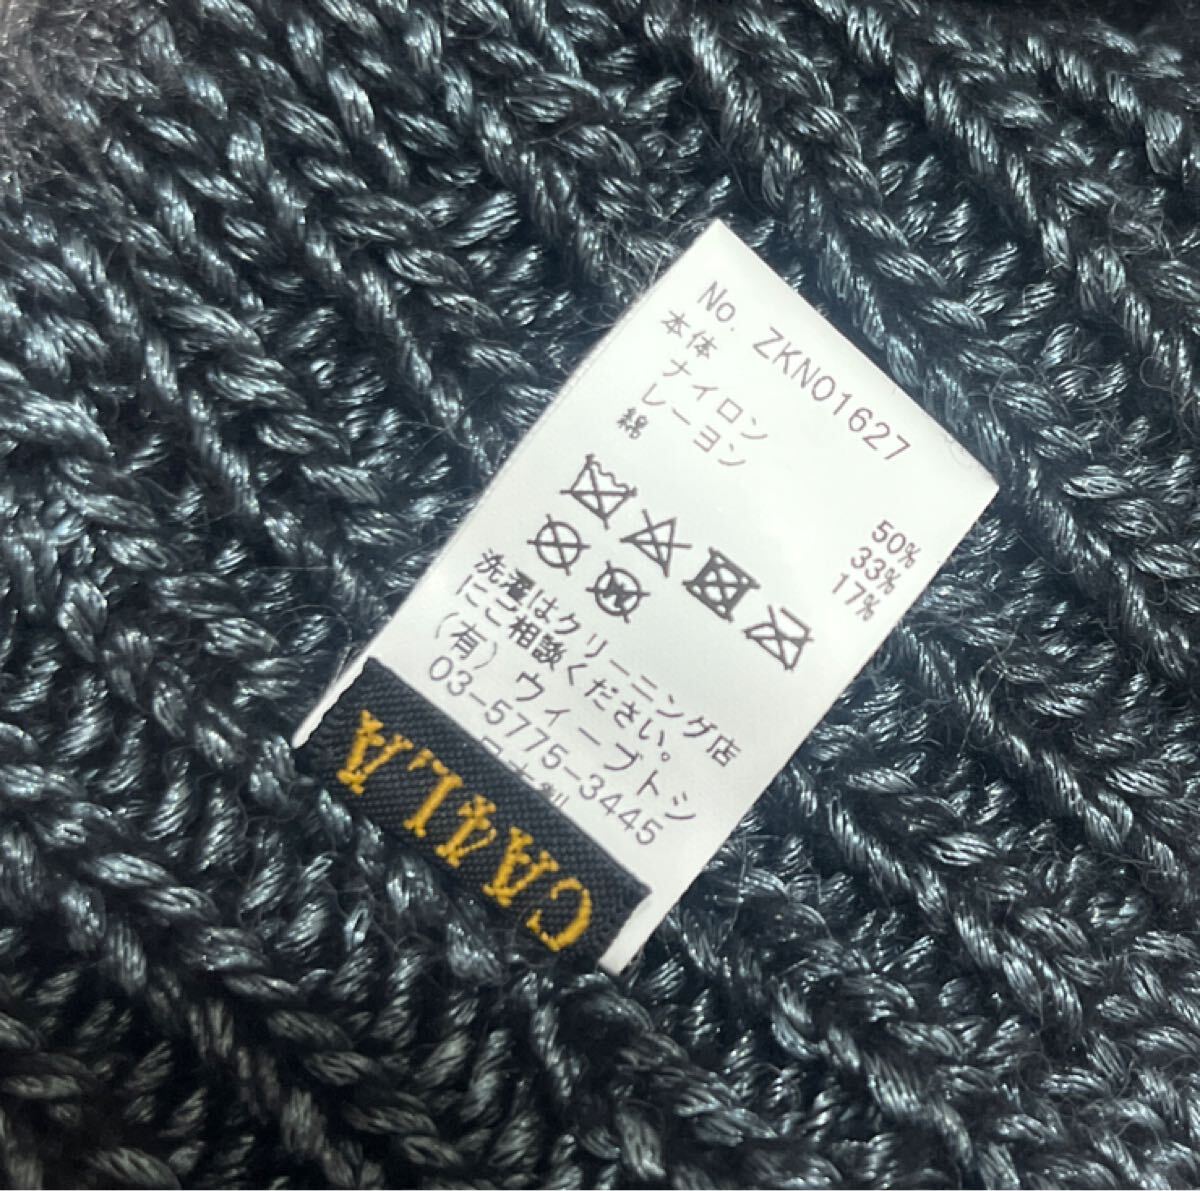 No. ZKN01627
本体
ナイロン 50%
レーヨン 33%
綿 17%
洗濯はクリーニング店
にご相談ください。
(有)ウィーブトシ
03-5775-3445
CA4LA